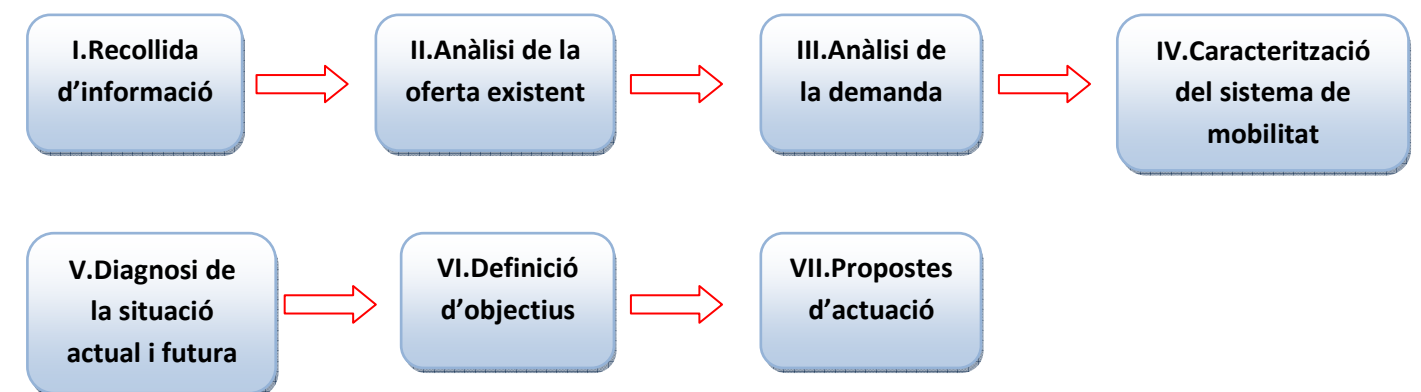 I.Recollida
d’informació
II.Anàlisi de la
oferta existent
III.Anàlisi de
la demanda
IV.Caracterització
del sistema de
mobilitat
V.Diagnosi de
la situació
actual i futura
VI.Definició
d’objectius
VII.Propostes
d’actuació